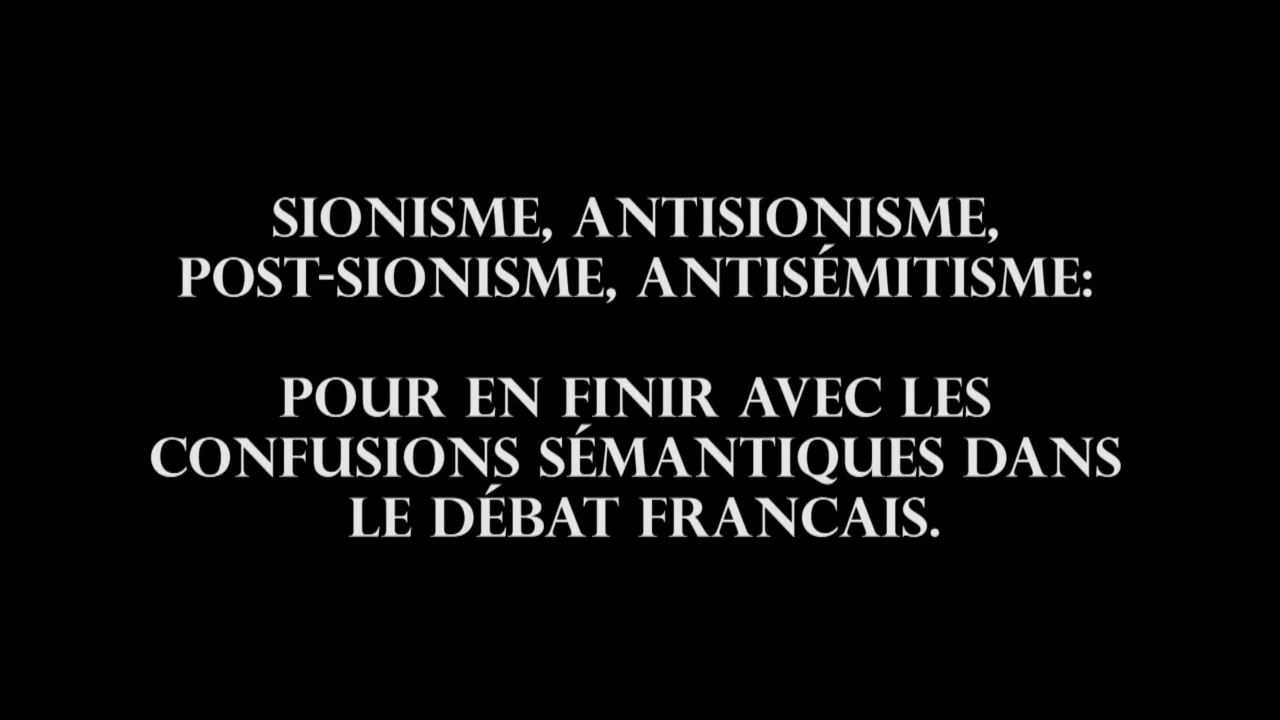 SIONISME, ANTISIONISME,
POST-SIONISME, ANTISÉMITISME:
POUR EN FINIR AVEC LES
CONFUSIONS SÉMANTIQUES DANS
LE DÉBAT FRANCAIS.